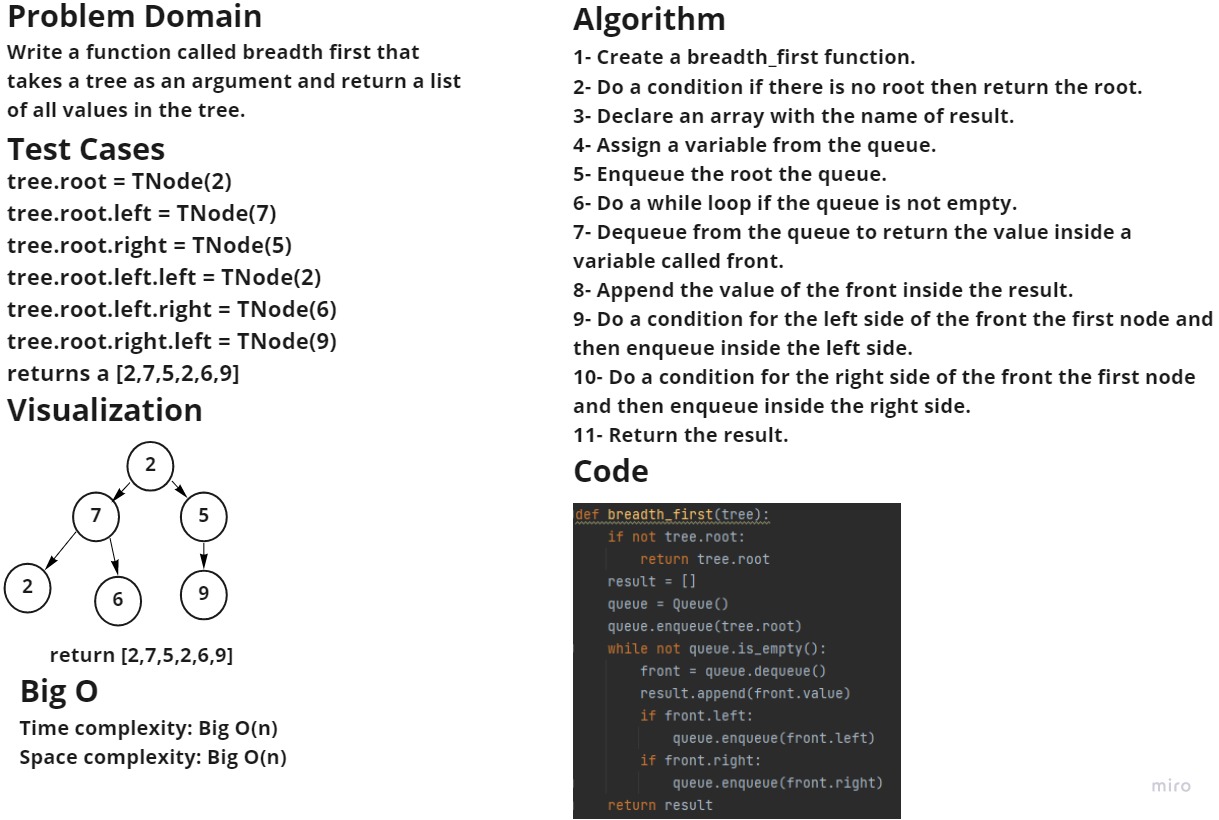 Problem Domain
Write a function called breadth first that
takes a tree as an argument and return a list
of all values in the tree.
Test Cases
tree.root = TNode(2)
tree.root.left = TNode(7)
tree.root.right = TNode(5)
tree.root.left.left = TNode(2)
tree.root.left.right = TNode(6)
tree.root.right.left = TNode(9)
returns a [2,7,5,2,6,9]
Visualization
2
7
5
2
6
9
return [2,7,5,2,6,9]
Big O
Time complexity: Big O(n)
Space complexity: Big O(n)
Algorithm
1- Create a breadth_first function.
2- Do a condition if there is no root then return the root.
3- Declare an array with the name of result.
4- Assign a variable from the queue.
5- Enqueue the root the queue.
6- Do a while loop if the queue is not empty.
7- Dequeue from the queue to return the value inside a
variable called front.
8- Append the value of the front inside the result.
9- Do a condition for the left side of the front the first node and
then enqueue inside the left side.
10- Do a condition for the right side of the front the first node
and then enqueue inside the right side.
11- Return the result.
Code
def breadth_first(tree):
    if not tree.root:
        return tree.root
    result = []
    queue = Queue()
    queue.enqueue(tree.root)
    while not queue.is_empty():
        front = queue.dequeue()
        result.append(front.value)
        if front.left:
            queue.enqueue(front.left)
        if front.right:
            queue.enqueue(front.right)
    return result
miro